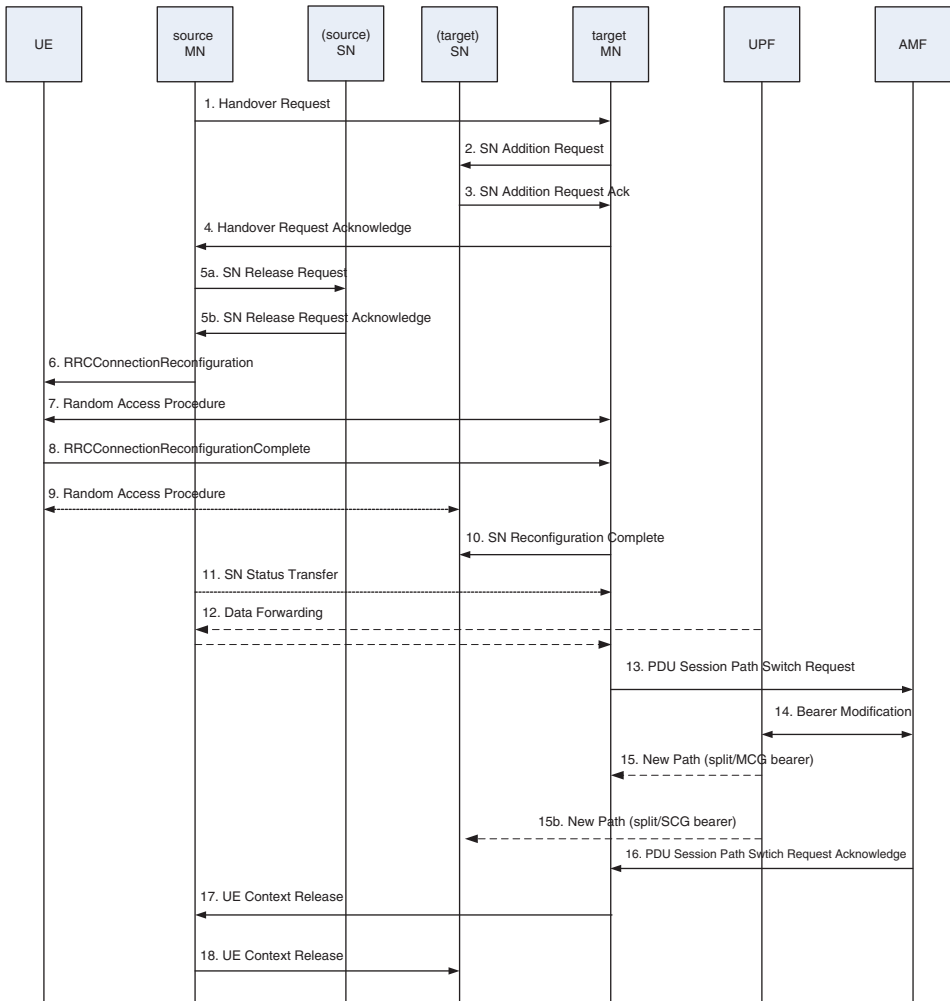 UE
source
MN
(source)
SN
(target)
SN
target
MN
UPF
AMF
1. Handover Request
2. SN Addition Request
3. SN Addition Request Ack
4. Handover Request Acknowledge
5a. SN Release Request
5b. SN Release Request Acknowledge
6. RRCConnectionReconfiguration
7. Random Access Procedure
8. RRCConnectionReconfigurationComplete
9. Random Access Procedure
10. SN Reconfiguration Complete
11. SN Status Transfer
12. Data Forwarding
13. PDU Session Path Switch Request
14. Bearer Modification
15. New Path (split/MCG bearer)
15b. New Path (split/SCG bearer)
16. PDU Session Path Swtich Request Acknowledge
17. UE Context Release
18. UE Context Release